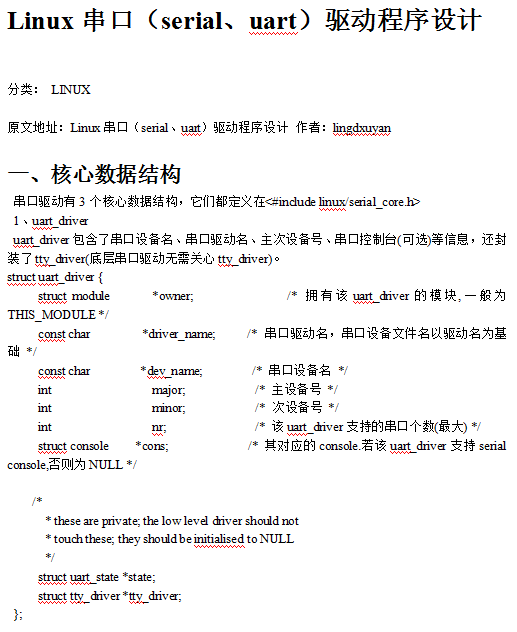 Linux 串口（serial、uart）驱动程序设计
分类： LINUX
原文地址：Linux 串口（serial、uart）驱动程序设计 作者：lingdxuyan
一、核心数据结构
串口驱动有 3 个核心数据结构，它们都定义在<#include linux/serial_core.h>
1、uart_driver
uart_driver 包含了串口设备名、串口驱动名、主次设备号、串口控制台(可选)等信息，还封
装了 tty_driver(底层串口驱动无需关心 tty_driver)。
struct uart_driver {
struct module *owner; /* 拥有该 uart_driver 的模块,一般为
THIS_MODULE */
const char *driver_name; /* 串口驱动名，串口设备文件名以驱动名为基
础 */
const char *dev_name; /* 串口设备名 */
int major; /* 主设备号 */
int minor; /* 次设备号 */
int nr; /* 该 uart_driver 支持的串口个数(最大) */
struct console *cons; /* 其对应的 console.若该 uart_driver 支持 serial
console,否则为 NULL */
/*
* these are private; the low level driver should not
* touch these; they should be initialised to NULL
*/
struct uart_state *state;
struct tty_driver *tty_driver;
};